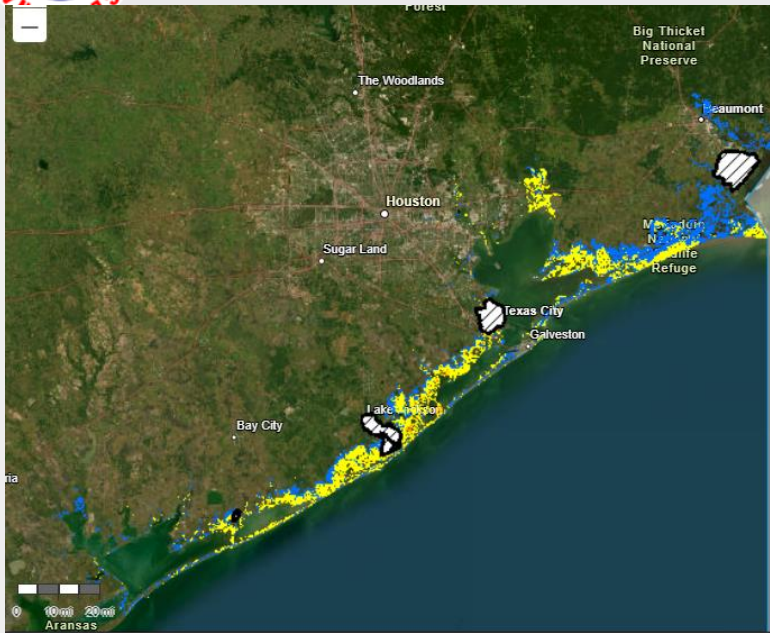 Forest
Big Thicket
National
Preserve
The Woodlands
Beaumont
Houston
Sugar Land
Refuge
Texas City
Galveston
Lake
Bay City
0 10 mi 20 mi
Aransas